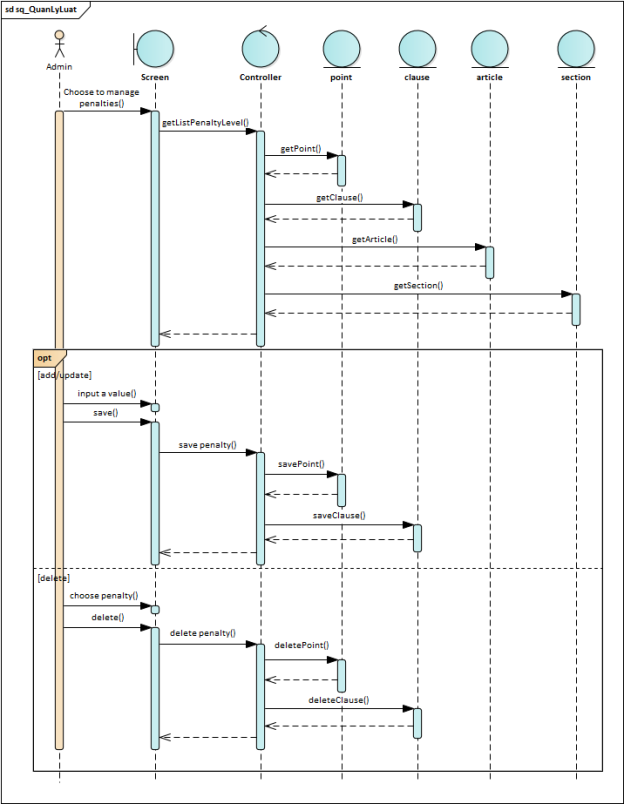 sd sq_QuanLyLuat
Admin
Screen
Controller
point
clause
article
section
Choose to manage
penalties()
getListPenaltyLevel()
getPoint()
getClause()
getArticle()
getSection()
opt
[add/update]
input a value()
save()
save penalty()
savePoint()
saveClause()
[delete]
choose penalty()
delete()
delete penalty()
deletePoint()
deleteClause()